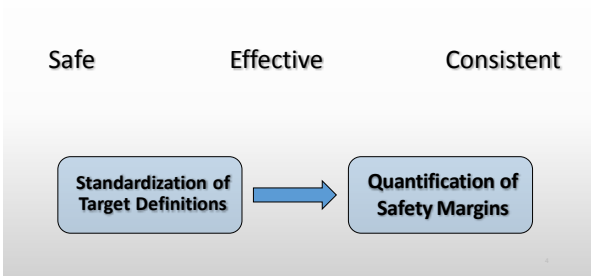 Safe Effective Consistent
Standardization of
Target Definitions
Quantification of
Safety Margins